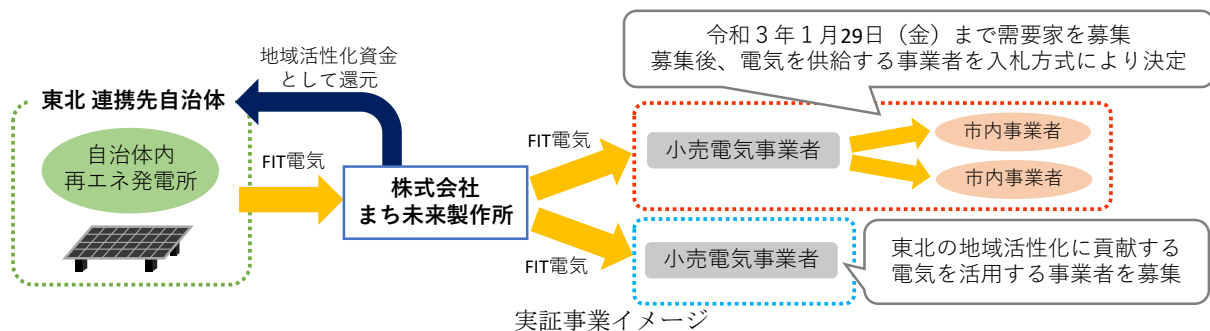 令和３年１月29日（金）まで需要家を募集
募集後、電気を供給する事業者を入札方式により決定
地域活性化資金
として還元
東北 連携先自治体
自治体内
再エネ発電所
FIT電気
株式会社
まち未来製作所
FIT電気
小売電気事業者
市内事業者
市内事業者
FIT電気
小売電気事業者
東北の地域活性化に貢献する
電気を活用する事業者を募集
実証事業イメージ